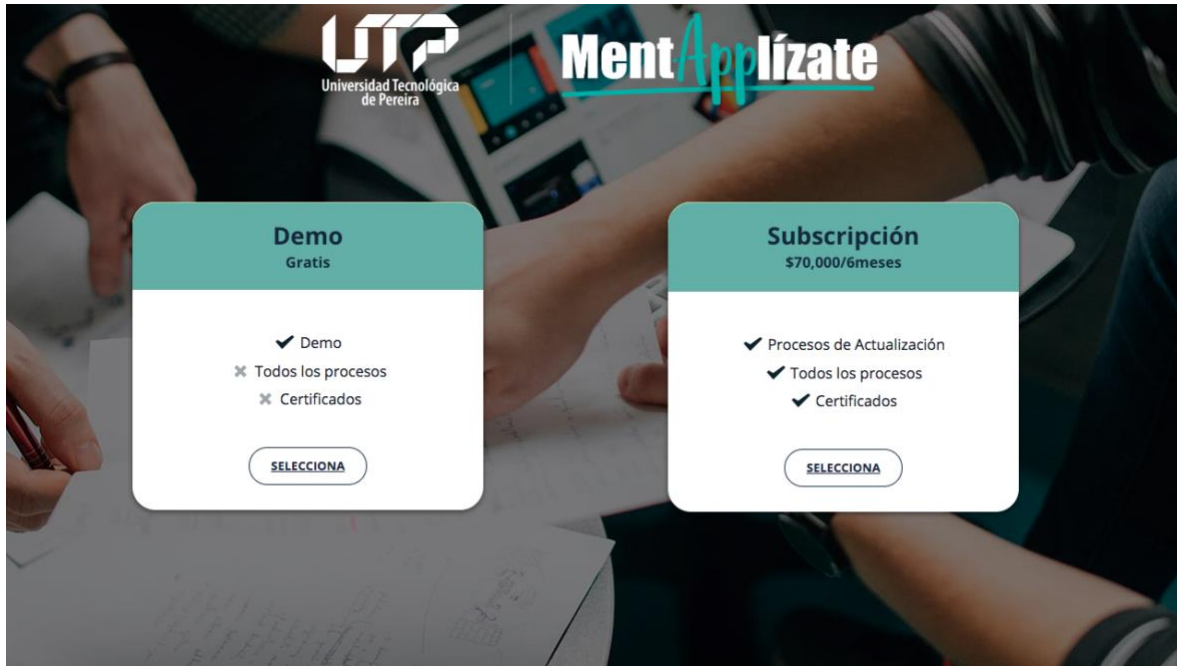 UTP
Universidad Tecnológica
de Pereira
MentApplízate
Demo
Gratis
Demo
Todos los procesos
Certificados
SELECCIONA
Subscripción
$70,000/6meses
Procesos de Actualización
Todos los procesos
Certificados
SELECCIONA